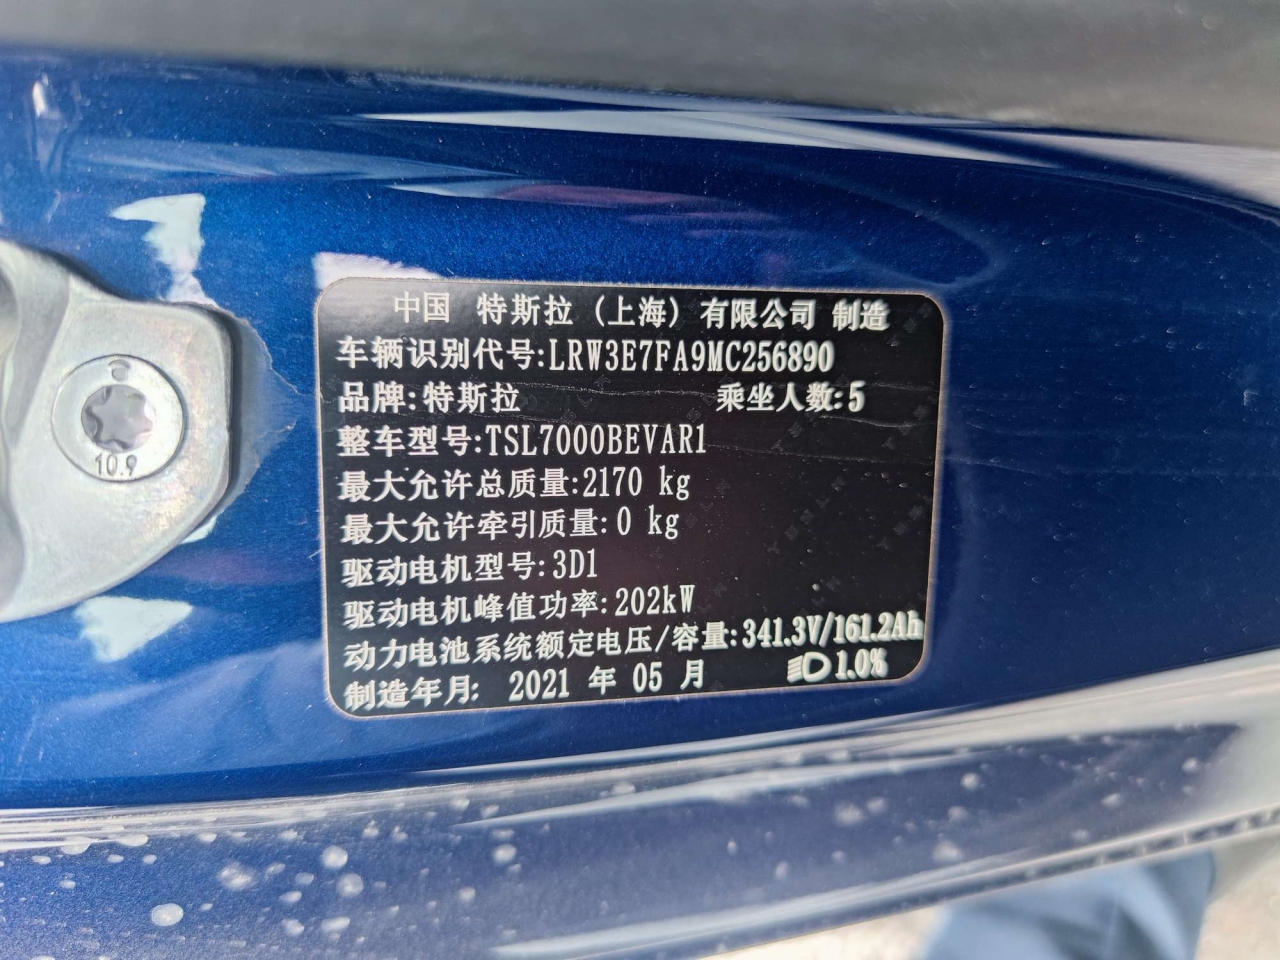 中国 特斯拉（上海）有限公司 制造
车辆识别代号:LRW3E7FA9MC256890
品牌:特斯拉 乘坐人数:5
整车型号:TSL7000BEVAR1
最大允许总质量:2170 kg
最大允许牵引质量:0 kg
驱动电机型号:3D1
驱动电机峰值功率:202kW
动力电池系统额定电压/容量:341.3V/161.2Ah
制造年月: 2021 年 05 月 1.0%
10.9